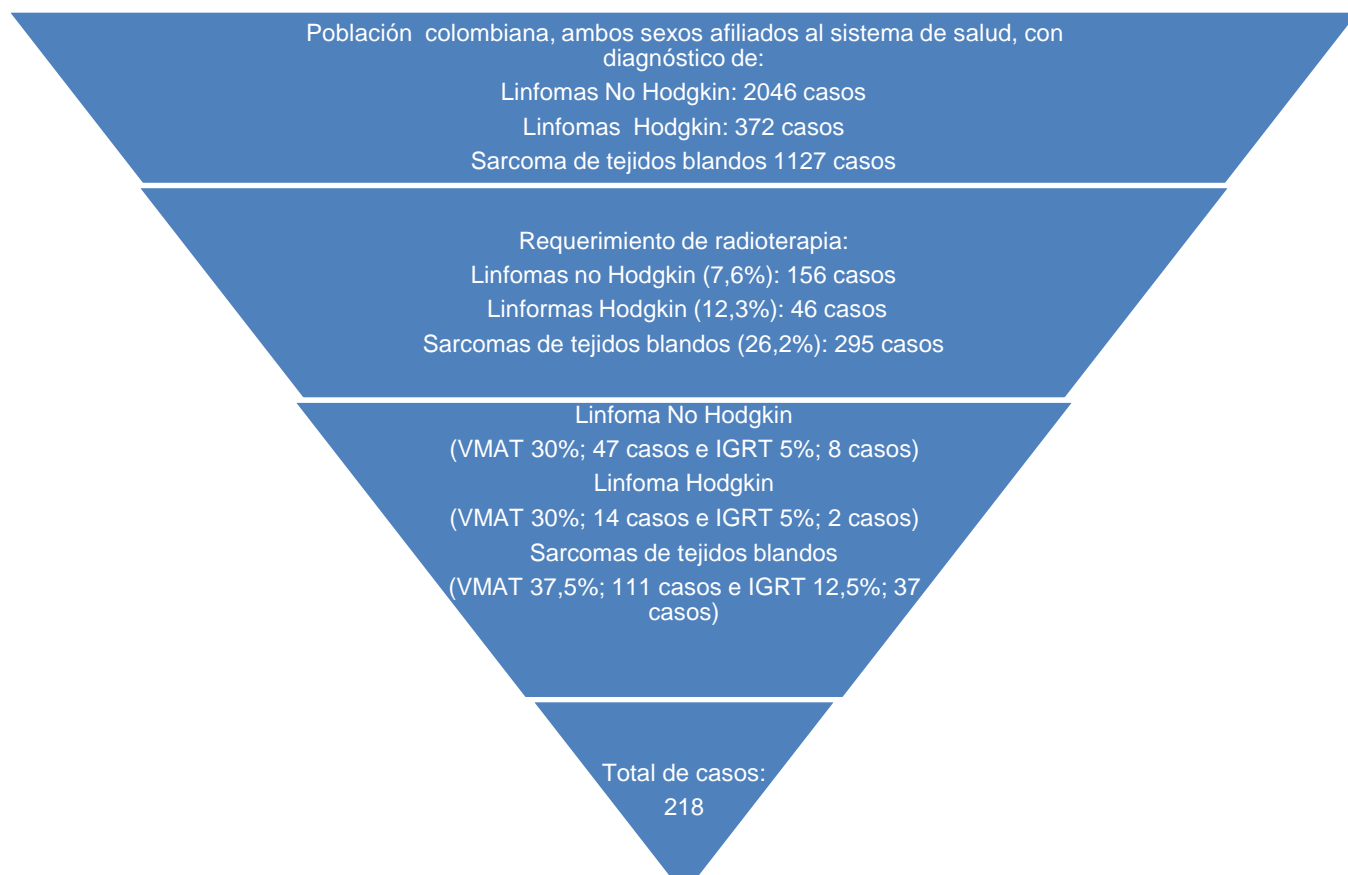 Población colombiana, ambos sexos afiliados al sistema de salud, con
diagnóstico de:
Linfomas No Hodgkin: 2046 casos
Linfomas Hodgkin: 372 casos
Sarcoma de tejidos blandos 1127 casos
Requerimiento de radioterapia:
Linfomas no Hodgkin (7,6%): 156 casos
Linformas Hodgkin (12,3%): 46 casos
Sarcomas de tejidos blandos (26,2%): 295 casos
Linfoma No Hodgkin
(VMAT 30%; 47 casos e IGRT 5%; 8 casos)
Linfoma Hodgkin
(VMAT 30%; 14 casos e IGRT 5%; 2 casos)
Sarcomas de tejidos blandos
(VMAT 37,5%; 111 casos e IGRT 12,5%; 37
casos)
Total de casos:
218